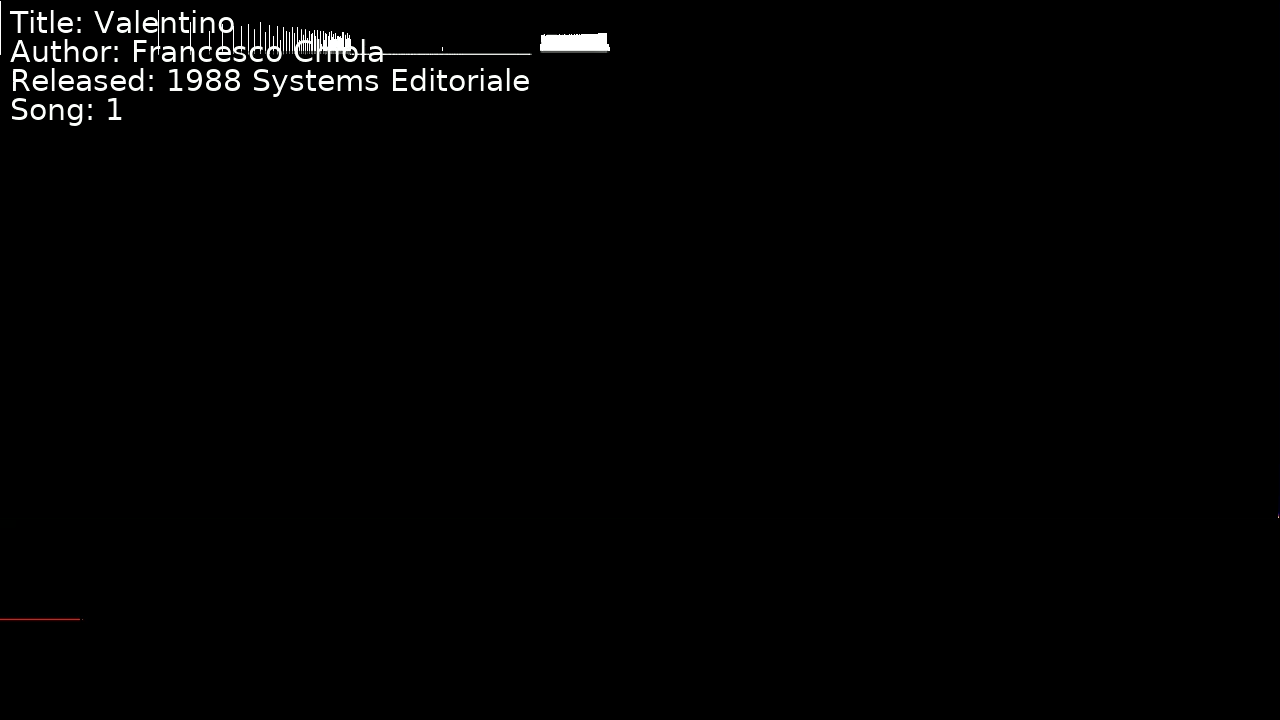 Title: Valentino
Author: Francesco Chiola
Released: 1988 Systems Editoriale
Song: 1